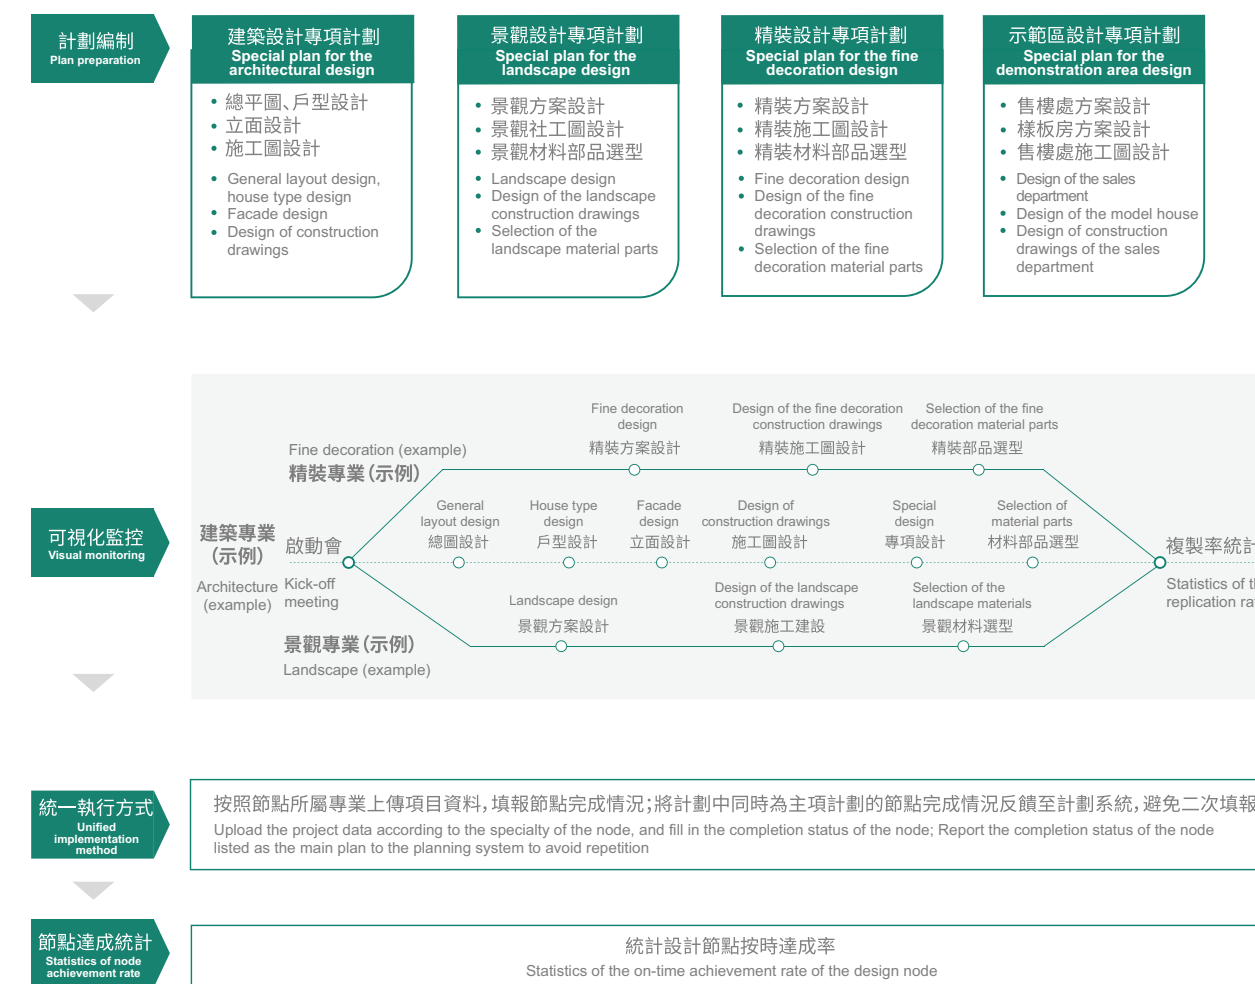 計劃編制
Plan preparation
建築設計專項計劃
Special plan for the
architectural design
• 總平圖、戶型設計
• 立面設計
• 施工圖設計
• General layout design,
house type design
• Facade design
• Design of construction
drawings
景觀設計專項計劃
Special plan for the
landscape design
• 景觀方案設計
• 景觀社工圖設計
• 景觀材料部品選型
• Landscape design
• Design of the landscape
construction drawings
• Selection of the
landscape material parts
精裝設計專項計劃
Special plan for the fine
decoration design
• 精裝方案設計
• 精裝施工圖設計
• 精裝材料部品選型
• Fine decoration design
• Design of the fine
decoration construction
drawings
• Selection of the fine
decoration material parts
示範區設計專項計劃
Special plan for the
demonstration area design
• 售樓處方案設計
• 樣板房方案設計
• 售樓處施工圖設計
• Design of the sales
department
• Design of the model house
• Design of construction
drawings of the sales
department
可視化監控
Visual monitoring
Fine decoration (example)
精裝專業(示例)
Fine decoration
design
精裝方案設計
Design of the fine decoration
construction drawings
精裝施工圖設計
Selection of the fine
decoration material parts
精裝部品選型
建築專業
(示例)
Architecture
(example)
啟動會
Kick-off
meeting
General
layout design
總圖設計
House type
design
戶型設計
Facade
design
立面設計
Design of
construction drawings
施工圖設計
Special
design
專項設計
Selection of
material parts
材料部品選型
複製率統計
Statistics of t
replication ra
景觀專業(示例)
Landscape (example)
Landscape design
景觀方案設計
Design of the landscape
construction drawings
景觀施工建設
Selection of the
landscape materials
景觀材料選型
統一執行方式
Unified
implementation
method
按照節點所屬專業上傳項目資料,填報節點完成情況;將計劃中同時為主項計劃的節點完成情況反饋至計劃系統,避免二次填報
Upload the project data according to the specialty of the node, and fill in the completion status of the node; Report the completion status of the node
listed as the main plan to the planning system to avoid repetition
節點達成統計
Statistics of node
achievement rate
統計設計節點按時達成率
Statistics of the on-time achievement rate of the design node